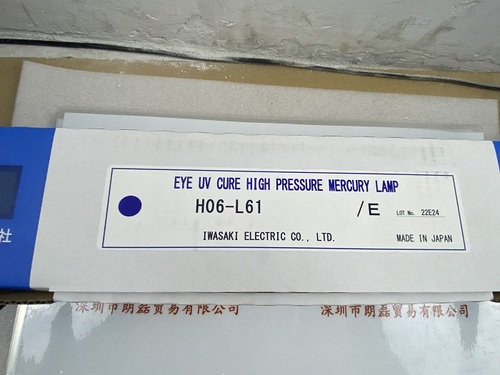 EYE UV CURE HIGH PRESSURE MERCURY LAMP
H06-L61 /E LOT No. 22E24
IWASAKI ELECTRIC CO., LTD. MADE IN JAPAN
社
深圳市朗磊贸易有限公司 深圳市朗磊贸易有限公司